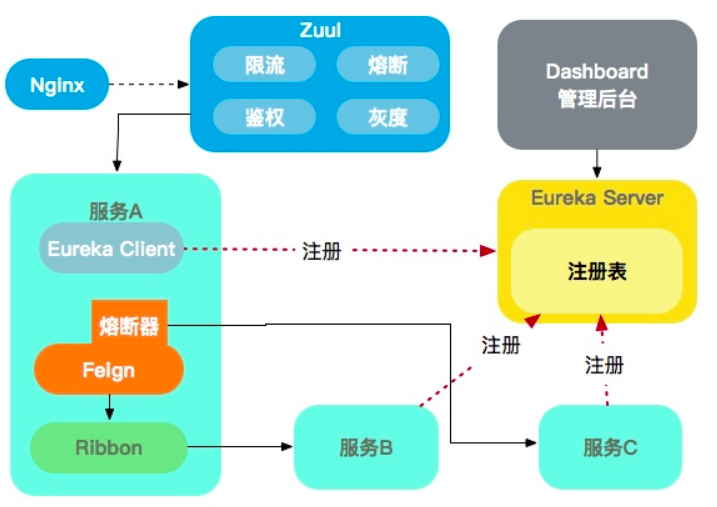 Zuul
限流
熔断
Nginx
鉴权
灰度
Dashboard
管理后台
服务A
Eureka Client
注册
Eureka Server
注册表
熔断器
Feign
注册
注册
Ribbon
服务B
服务C